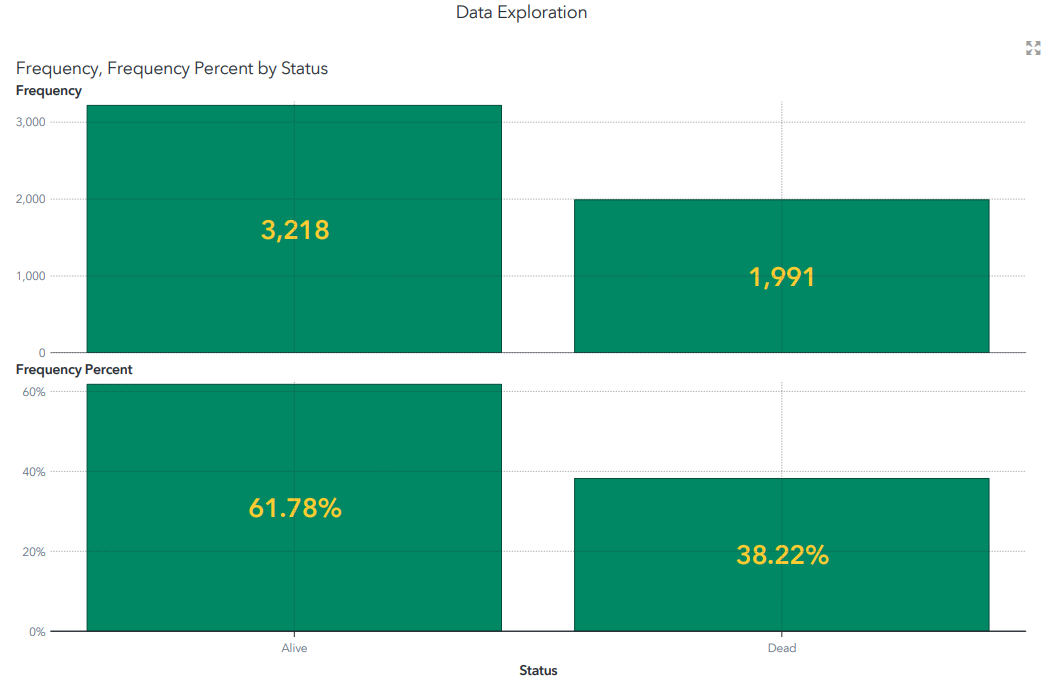 Data Exploration
Frequency, Frequency Percent by Status
Frequency
3,000
2,000
1,000
0
3,218
1,991
Frequency Percent
60%
40%
20%
0%
61.78%
38.22%
Alive
Dead
Status